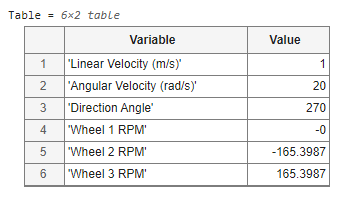 Table = 6×2 table
Variable Value
1 'Linear Velocity (m/s)' 1
2 'Angular Velocity (rad/s)' 20
3 'Direction Angle' 270
4 'Wheel 1 RPM' -0
5 'Wheel 2 RPM' -165.3987
6 'Wheel 3 RPM' 165.3987